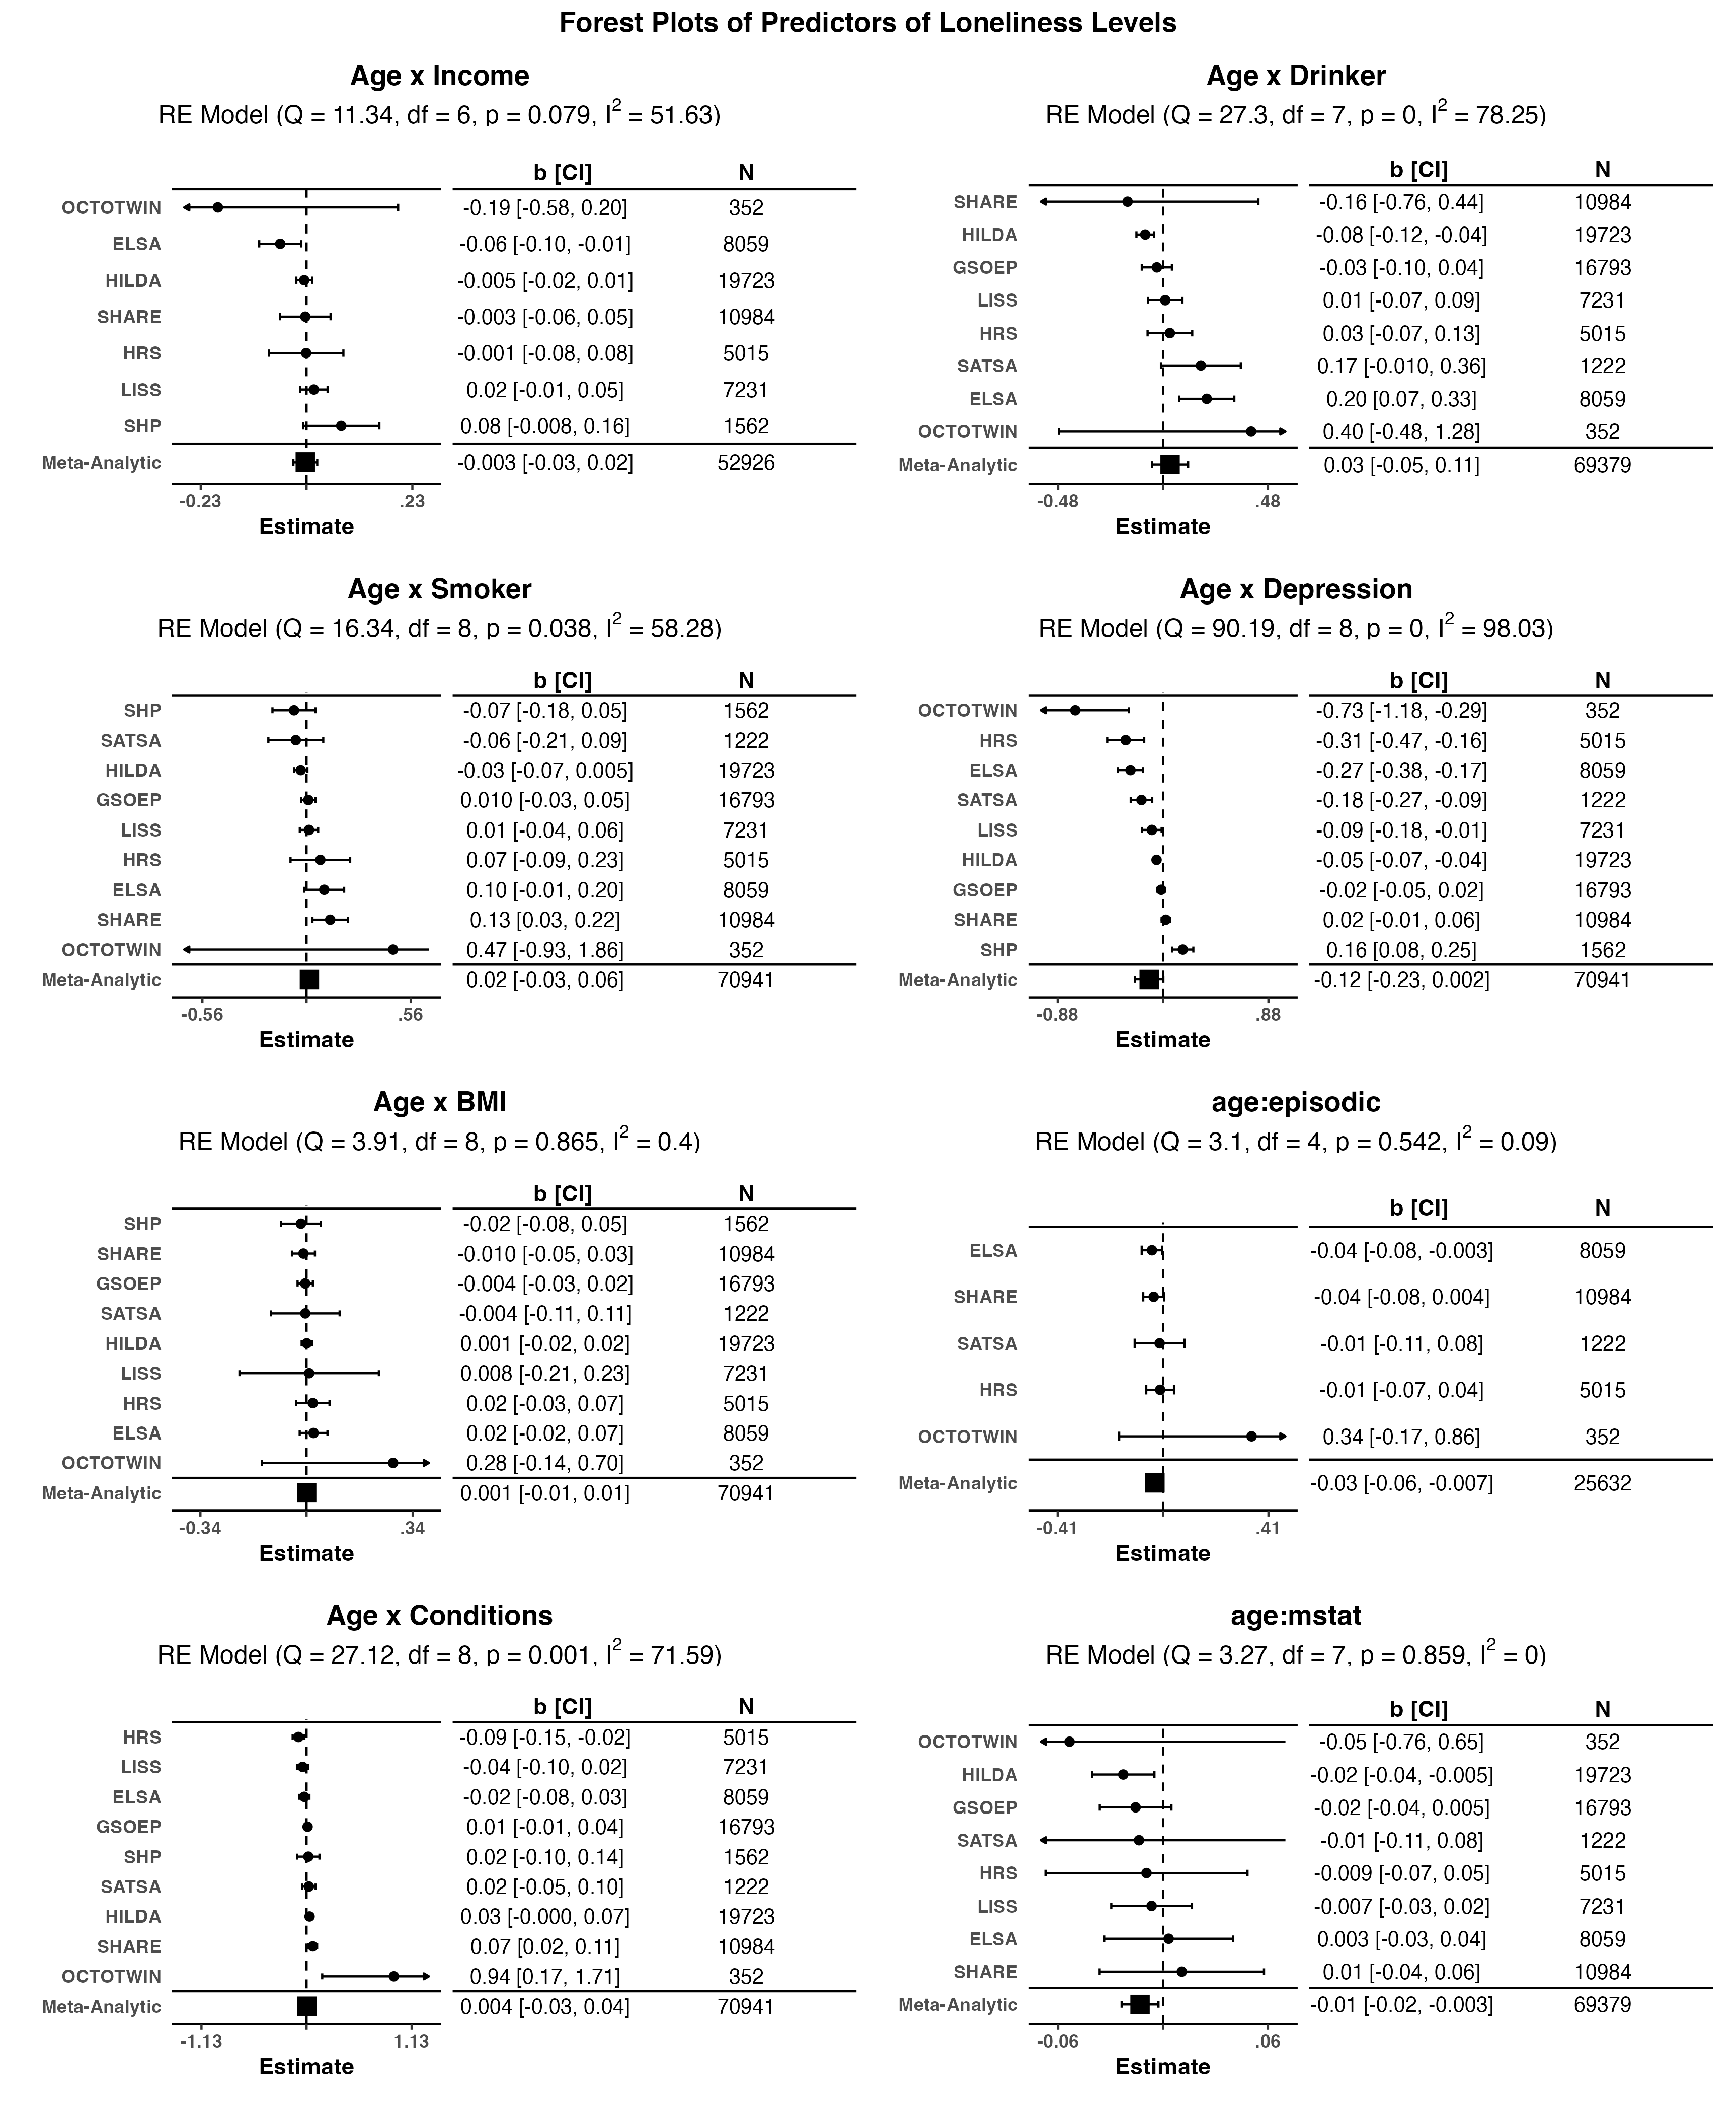 Forest Plots of Predictors of Loneliness Levels
Age x Income
RE Model (Q = 11.34, df = 6, p = 0.079, I² = 51.63)
b [CI] N
OCTOTWIN -0.19 [-0.58, 0.20] 352
ELSA -0.06 [-0.10, -0.01] 8059
HILDA -0.005 [-0.02, 0.01] 19723
SHARE -0.003 [-0.06, 0.05] 10984
HRS -0.001 [-0.08, 0.08] 5015
LISS 0.02 [-0.01, 0.05] 7231
SHP 0.08 [-0.008, 0.16] 1562
Meta-Analytic -0.003 [-0.03, 0.02] 52926
-0.23 .23
Estimate
Age x Drinker
RE Model (Q = 27.3, df = 7, p = 0, I² = 78.25)
b [CI] N
SHARE -0.16 [-0.76, 0.44] 10984
HILDA -0.08 [-0.12, -0.04] 19723
GSOEP -0.03 [-0.10, 0.04] 16793
LISS 0.01 [-0.07, 0.09] 7231
HRS 0.03 [-0.07, 0.13] 5015
SATSA 0.17 [-0.010, 0.36] 1222
ELSA 0.20 [0.07, 0.33] 8059
OCTOTWIN 0.40 [-0.48, 1.28] 352
Meta-Analytic 0.03 [-0.05, 0.11] 69379
-0.48 .48
Estimate
Age x Smoker
RE Model (Q = 16.34, df = 8, p = 0.038, I² = 58.28)
b [CI] N
SHP -0.07 [-0.18, 0.05] 1562
SATSA -0.06 [-0.21, 0.09] 1222
HILDA -0.03 [-0.07, 0.005] 19723
GSOEP 0.010 [-0.03, 0.05] 16793
LISS 0.01 [-0.04, 0.06] 7231
HRS 0.07 [-0.09, 0.23] 5015
ELSA 0.10 [-0.01, 0.20] 8059
SHARE 0.13 [0.03, 0.22] 10984
OCTOTWIN 0.47 [-0.93, 1.86] 352
Meta-Analytic 0.02 [-0.03, 0.06] 70941
-0.56 .56
Estimate
Age x Depression
RE Model (Q = 90.19, df = 8, p = 0, I² = 98.03)
b [CI] N
OCTOTWIN -0.73 [-1.18, -0.29] 352
HRS -0.31 [-0.47, -0.16] 5015
ELSA -0.27 [-0.38, -0.17] 8059
SATSA -0.18 [-0.27, -0.09] 1222
LISS -0.09 [-0.18, -0.01] 7231
HILDA -0.05 [-0.07, -0.04] 19723
GSOEP -0.02 [-0.05, 0.02] 16793
SHARE 0.02 [-0.01, 0.06] 10984
SHP 0.16 [0.08, 0.25] 1562
Meta-Analytic -0.12 [-0.23, 0.002] 70941
-0.88 .88
Estimate
Age x BMI
RE Model (Q = 3.91, df = 8, p = 0.865, I² = 0.4)
b [CI] N
SHP -0.02 [-0.08, 0.05] 1562
SHARE -0.010 [-0.05, 0.03] 10984
GSOEP -0.004 [-0.03, 0.02] 16793
SATSA -0.004 [-0.11, 0.11] 1222
HILDA 0.001 [-0.02, 0.02] 19723
LISS 0.008 [-0.21, 0.23] 7231
HRS 0.02 [-0.03, 0.07] 5015
ELSA 0.02 [-0.02, 0.07] 8059
OCTOTWIN 0.28 [-0.14, 0.70] 352
Meta-Analytic 0.001 [-0.01, 0.01] 70941
-0.34 .34
Estimate
age:episodic
RE Model (Q = 3.1, df = 4, p = 0.542, I² = 0.09)
b [CI] N
ELSA -0.04 [-0.08, -0.003] 8059
SHARE -0.04 [-0.08, 0.004] 10984
SATSA -0.01 [-0.11, 0.08] 1222
HRS -0.01 [-0.07, 0.04] 5015
OCTOTWIN 0.34 [-0.17, 0.86] 352
Meta-Analytic -0.03 [-0.06, -0.007] 25632
-0.41 .41
Estimate
Age x Conditions
RE Model (Q = 27.12, df = 8, p = 0.001, I² = 71.59)
b [CI] N
HRS -0.09 [-0.15, -0.02] 5015
LISS -0.04 [-0.10, 0.02] 7231
ELSA -0.02 [-0.08, 0.03] 8059
GSOEP 0.01 [-0.01, 0.04] 16793
SHP 0.02 [-0.10, 0.14] 1562
SATSA 0.02 [-0.05, 0.10] 1222
HILDA 0.03 [-0.000, 0.07] 19723
SHARE 0.07 [0.02, 0.11] 10984
OCTOTWIN 0.94 [0.17, 1.71] 352
Meta-Analytic 0.004 [-0.03, 0.04] 70941
-1.13 1.13
Estimate
age:mstat
RE Model (Q = 3.27, df = 7, p = 0.859, I² = 0)
b [CI] N
OCTOTWIN -0.05 [-0.76, 0.65] 352
HILDA -0.02 [-0.04, -0.005] 19723
GSOEP -0.02 [-0.04, 0.005] 16793
SATSA -0.01 [-0.11, 0.08] 1222
HRS -0.009 [-0.07, 0.05] 5015
LISS -0.007 [-0.03, 0.02] 7231
ELSA 0.003 [-0.03, 0.04] 8059
SHARE 0.01 [-0.04, 0.06] 10984
Meta-Analytic -0.01 [-0.02, -0.003] 69379
-0.06 .06
Estimate